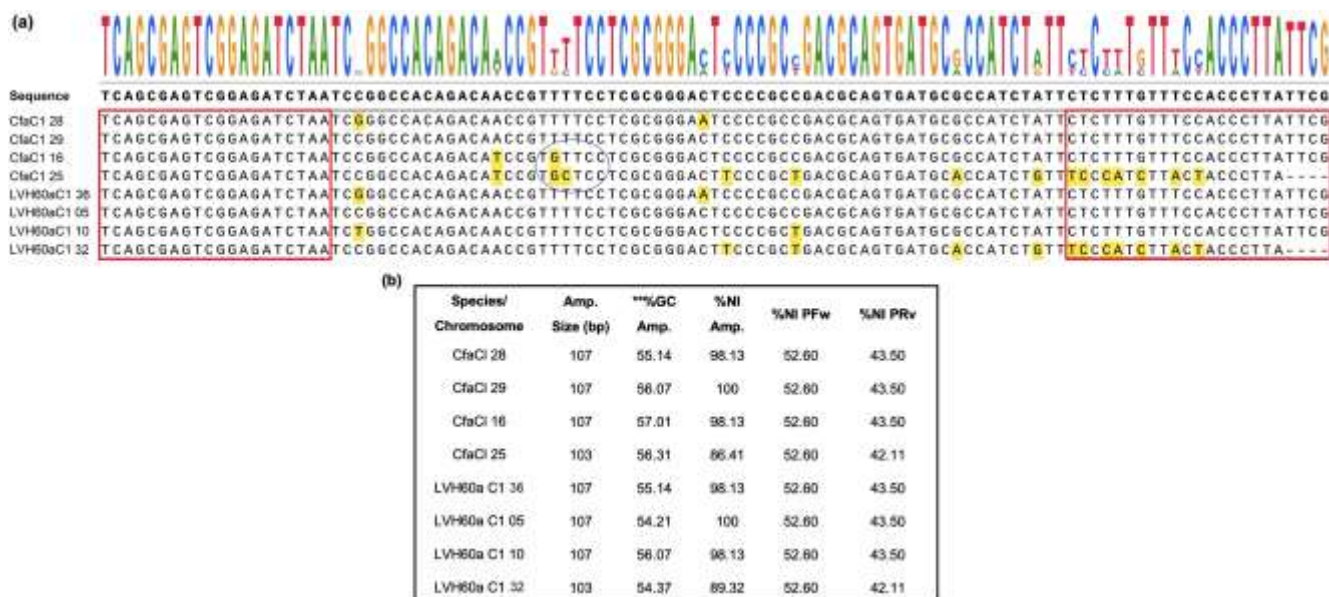 (a)
Sequence TCAGCGAGTCGGAGATCTAATCCGGCCACAGACAACCGTTTTCCTCGCGGGACTCCCCGCCGACGCAGTGATGCGCCATCTATTCTCTTTGTTTCCACCCTTATTCG
CfaC1 28 TCAGCGAGTCGGAGATCTAATCGGGCCACAGACAACCGTTTTCCTCGCGGGAATCCCCGCCGACGCAGTGATGCGCCATCTATTCTCTTTGTTTCCACCCTTATTCG
CfaC1 29 TCAGCGAGTCGGAGATCTAATCCGGCCACAGACAACCGTTTTCCTCGCGGGACTCCCCGCCGACGCAGTGATGCGCCATCTATTCTCTTTGTTTCCACCCTTATTCG
CfaC1 16 TCAGCGAGTCGGAGATCTAATCCGGCCACAGACATCCGTGTTCCTCGCGGGACTCCCCGCCGACGCAGTGATGCGCCATCTATTCTCTTTGTTTCCACCCTTATTCG
CfaC1 25 TCAGCGAGTCGGAGATCTAATCCGGCCACAGACATCCGTGCTCCTCGCGGGACTTCCCGCTGACGCAGTGATGCACCATCTGTTTCCCATCTTACTACCCTTA----
LVH60aC1 36 TCAGCGAGTCGGAGATCTAATCGGGCCACAGACAACCGTTTTCCTCGCGGGAATCCCCGCCGACGCAGTGATGCGCCATCTATTCTCTTTGTTTCCACCCTTATTCG
LVH60aC1 05 TCAGCGAGTCGGAGATCTAATCCGGCCACAGACAACCGTTTTCCTCGCGGGACTCCCCGCCGACGCAGTGATGCGCCATCTATTCTCTTTGTTTCCACCCTTATTCG
LVH60aC1 10 TCAGCGAGTCGGAGATCTAATCTGGCCACAGACAACCGTTTTCCTCGCGGGACTCCCCGCTGACGCAGTGATGCGCCATCTATTCTCTTTGTTTCCACCCTTATTCG
LVH60aC1 32 TCAGCGAGTCGGAGATCTAATCCGGCCACAGACAACCGTTTTCCTCGCGGGACTTCCCGCTGACGCAGTGATGCACCATCTGTTTCCCATCTTACTACCCTTA----
(b)
Species/ Amp. **%GC %NI %NI PFw %NI PRv
Chromosome Size (bp) Amp. Amp.
CfaCl 28 107 55.14 98.13 52.60 43.50
CfaCl 29 107 56.07 100 52.60 43.50
CfaCl 16 107 57.01 98.13 52.60 43.50
CfaCl 25 103 56.31 86.41 52.60 42.11
LVH60a C1 36 107 55.14 98.13 52.60 43.50
LVH60a C1 05 107 54.21 100 52.60 43.50
LVH60a C1 10 107 56.07 98.13 52.60 43.50
LVH60a C1 32 103 54.37 89.32 52.60 42.11